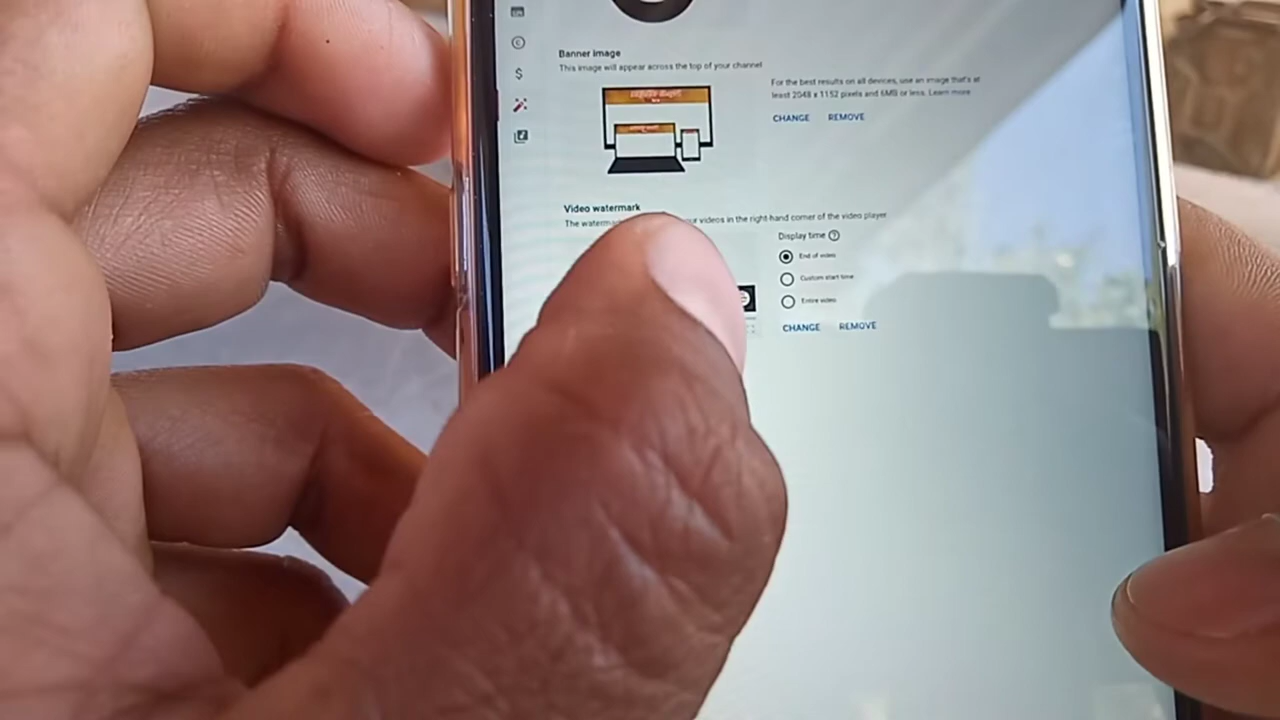 Banner image
This image will appear across the top of your channel
For the best results on all devices, use an image that's at
least 2048 x 1152 pixels and 6MB or less. Learn more
CHANGE REMOVE
Video watermark
The watermark your videos in the right-hand corner of the video player
Display time
End of video
Custom start time
Entire video
CHANGE REMOVE